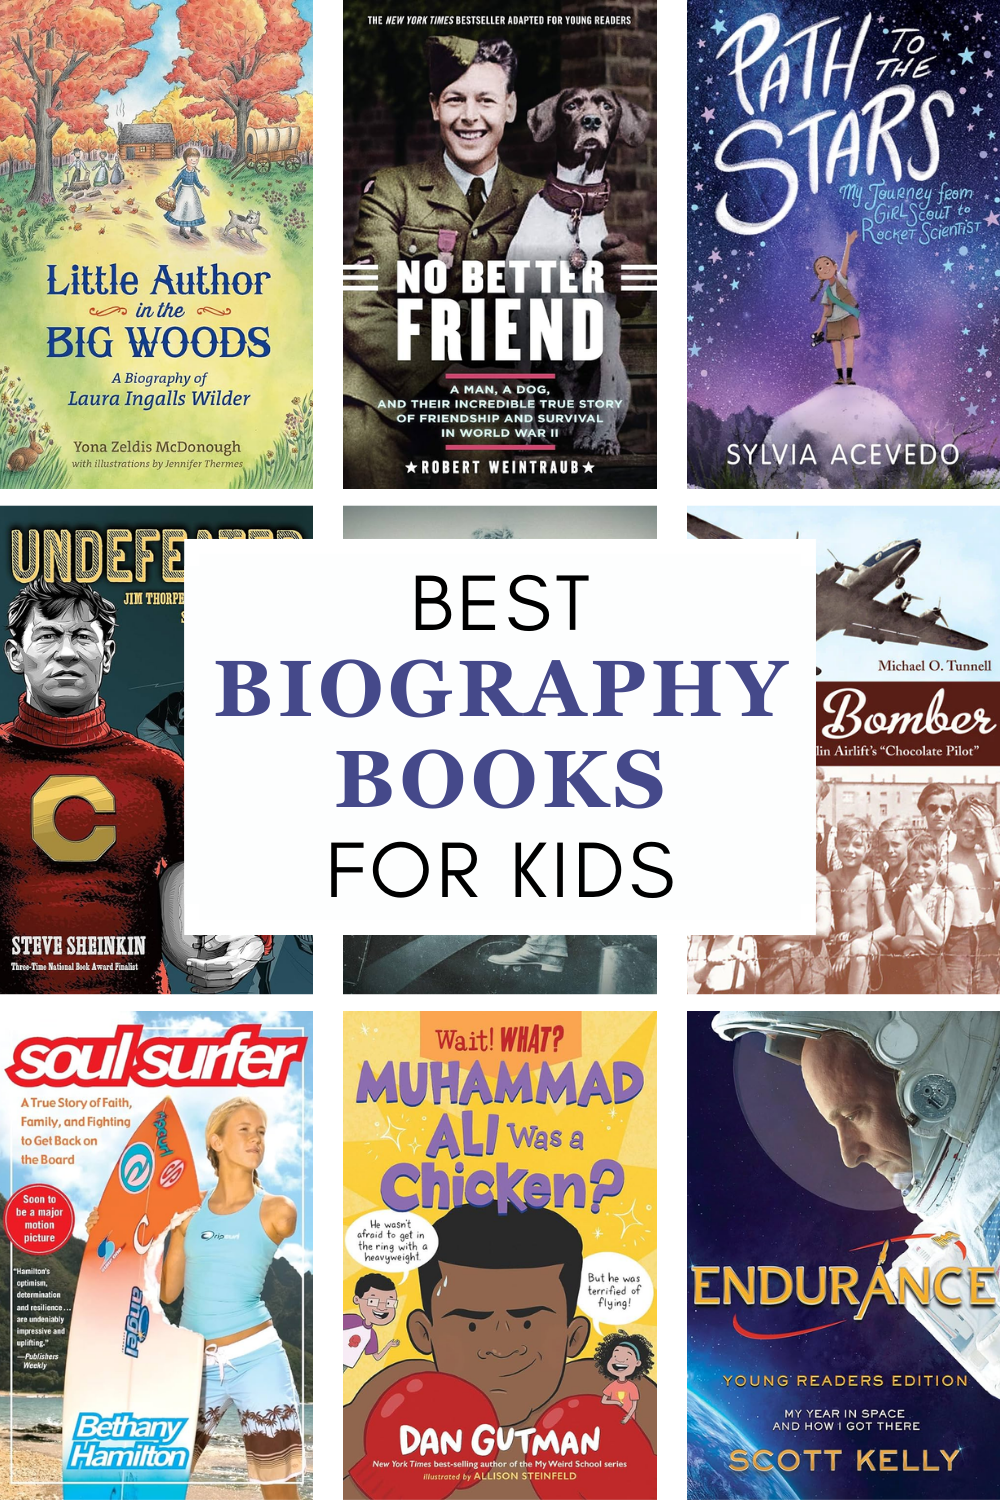 Little Author
in the
BIG WOODS
A Biography of
Laura Ingalls Wilder
Yona Zeldis McDonough
with illustrations by Jennifer Thermes
THE NEW YORK TIMES BESTSELLER ADAPTED FOR YOUNG READERS
NO BETTER
FRIEND
A MAN, A DOG,
AND THEIR INCREDIBLE TRUE STORY
OF FRIENDSHIP AND SURVIVAL
IN WORLD WAR II
★ROBERT WEINTRAUB★
PATH TO
THE
STARS
My Journey from
Girl Scout to
Rocket Scientist
SYLVIA ACEVEDO
UNDEFEATED
JIM THORPE
C
STEVE SHEINKIN
Three-Time National Book Award Finalist
BEST
BIOGRAPHY
BOOKS
FOR KIDS
Michael O. Tunnell
Bomber
lin Airlift's "Chocolate Pilot"
soul surfer
A True Story of Faith,
Family, and Fighting
to Get Back on
the Board
Soon to
be a major
motion
picture
"Hamilton's
optimism,
determination
and resilience...
are undeniably
impressive and
uplifting."
—Publishers
Weekly
Rip Curl
Rip Curl
angel
Bethany
Hamilton
Wait! WHAT?
MUHAMMAD
ALI Was a
Chicken?
He wasn't
afraid to get in
the ring with a
heavyweight.
But he was
terrified of
flying!
DAN GUTMAN
New York Times best-selling author of the My Weird School series
illustrated by ALLISON STEINFELD
ENDURANCE
YOUNG READERS EDITION
MY YEAR IN SPACE
AND HOW I GOT THERE
SCOTT KELLY